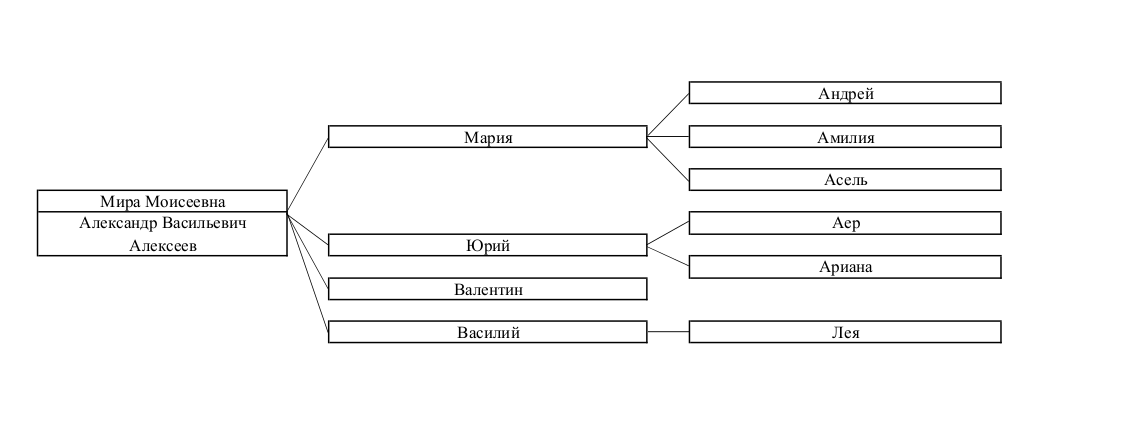 Мира Моисеевна
Александр Васильевич
Алексеев
Мария
Юрий
Валентин
Василий
Андрей
Амилия
Асель
Аер
Ариана
Лея